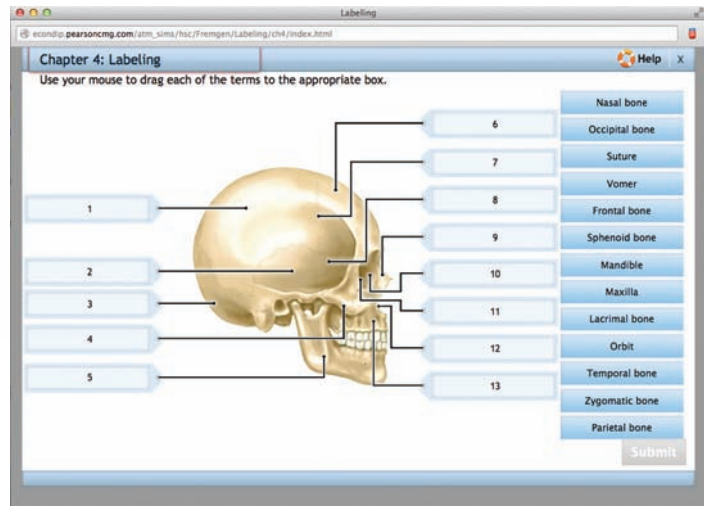 Labeling
econdip.pearsoncmg.com/atm_sims/hsc/Fremgen/Labeling/ch4/index.html
Chapter 4: Labeling
Help X
Use your mouse to drag each of the terms to the appropriate box.
1
2
3
4
5
6
7
8
9
10
11
12
13
Nasal bone
Occipital bone
Suture
Vomer
Frontal bone
Sphenoid bone
Mandible
Maxilla
Lacrimal bone
Orbit
Temporal bone
Zygomatic bone
Parietal bone
Submit